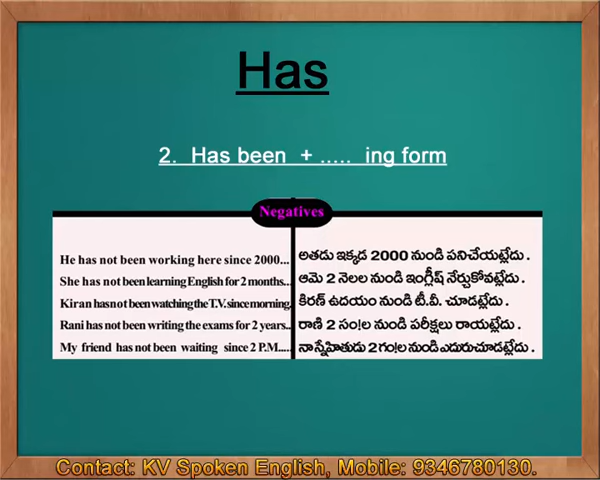 Has
2. Has been + ..... ing form
Negatives
He has not been working here since 2000...
అతడు ఇక్కడ 2000 నుండి పనిచేయట్లేదు.
She has not been learning English for 2 months...
ఆమె 2 నెలల నుండి ఇంగ్లీష్ నేర్చుకోవట్లేదు.
Kiran has not been watching the T.V. since morning.
కిరణ్ ఉదయం నుండి టీ.వీ. చూడట్లేదు.
Rani has not been writing the exams for 2 years..
రాణి 2 సం!ల నుండి పరీక్షలు రాయట్లేదు.
My friend has not been waiting since 2 P.M.....
నా స్నేహితుడు 2 గం!ల నుండి ఎదురుచూడట్లేదు.
Contact: KV Spoken English, Mobile: 9346780130.